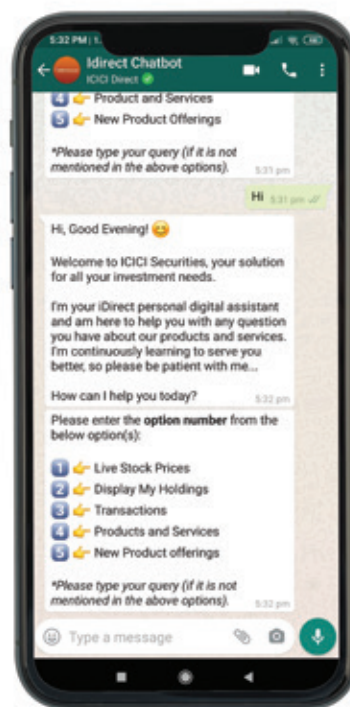 5:32 PM | 1.
Idirect Chatbot
ICICI Direct
4 👉 Product and Services
5 👉 New Product Offerings
*Please type your query (if it is not
mentioned in the above options).
5:31 pm
Hi 5:31 pm
Hi, Good Evening! 😊
Welcome to ICICI Securities, your solution
for all your investment needs.
I'm your iDirect personal digital assistant
and am here to help you with any question
you have about our products and services.
I'm continuously learning to serve you
better, so please be patient with me...
How can I help you today?
5:32 pm
Please enter the option number from the
below option(s):
1 👉 Live Stock Prices
2 👉 Display My Holdings
3 👉 Transactions
4 👉 Products and Services
5 👉 New Product offerings
*Please type your query (if it is not
mentioned in the above options).
5:32 pm
Type a message